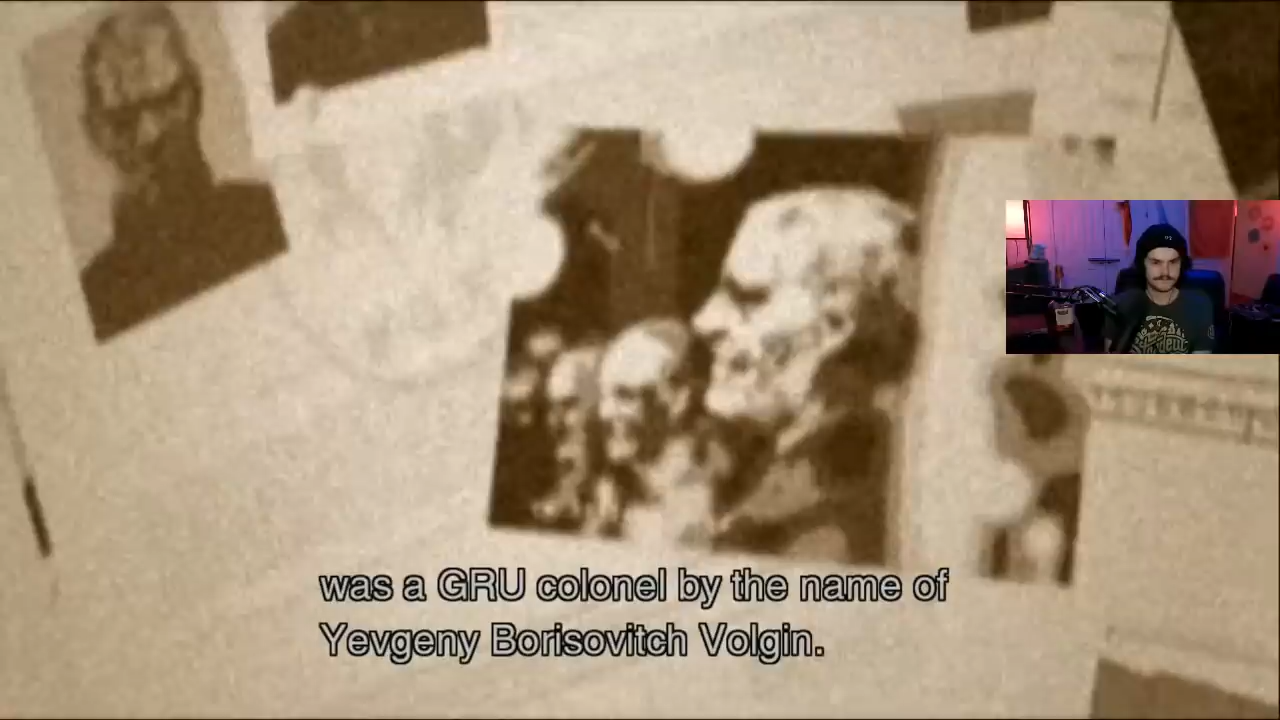 was a GRU colonel by the name of
Yevgeny Borisovitch Volgin.